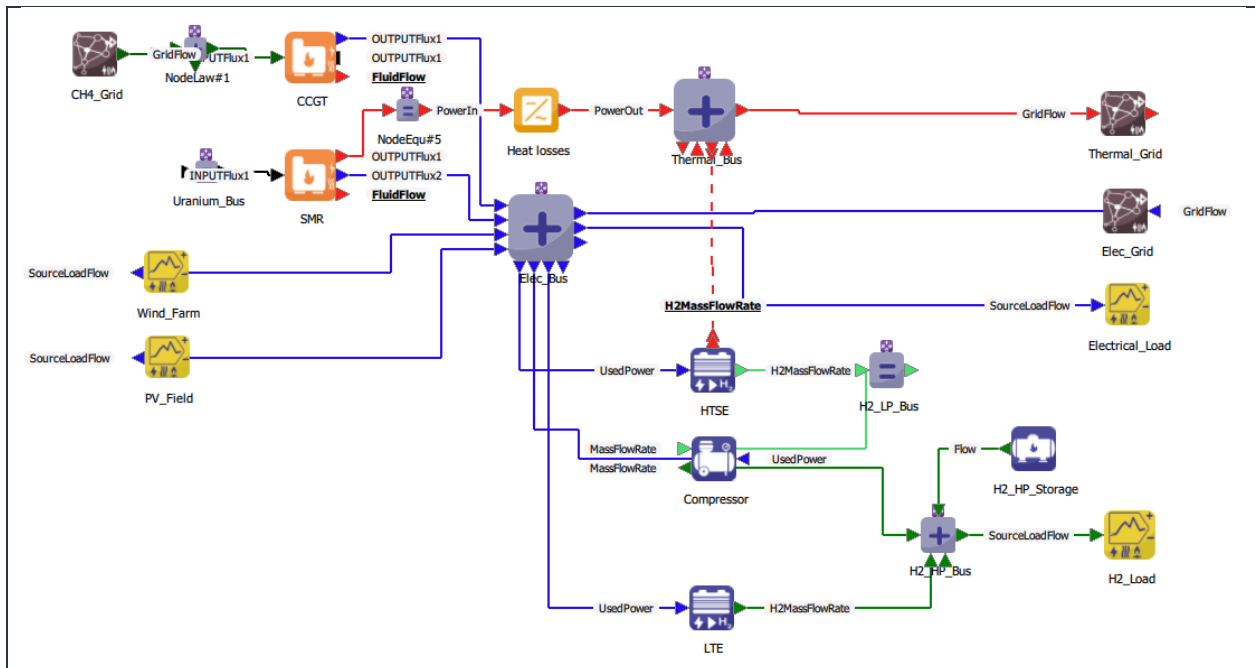 OUTPUTFlux1
GridFlow
PUTFlux1
OUTPUTFlux1
NodeLaw#1
CH4_Grid
CCGT
FluidFlow
PowerIn
PowerOut
GridFlow
NodeEqu#5
Heat losses
Thermal_Bus
Thermal_Grid
OUTPUTFlux1
INPUTFlux1
OUTPUTFlux2
Uranium_Bus
FluidFlow
SMR
GridFlow
Elec_Grid
SourceLoadFlow
Elec_Bus
Wind_Farm
H2MassFlowRate
SourceLoadFlow
Electrical_Load
SourceLoadFlow
PV_Field
UsedPower
H2MassFlowRate
HTSE
H2_LP_Bus
MassFlowRate
UsedPower
MassFlowRate
Compressor
Flow
H2_HP_Storage
SourceLoadFlow
H2_HP_Bus
H2_Load
UsedPower
H2MassFlowRate
LTE